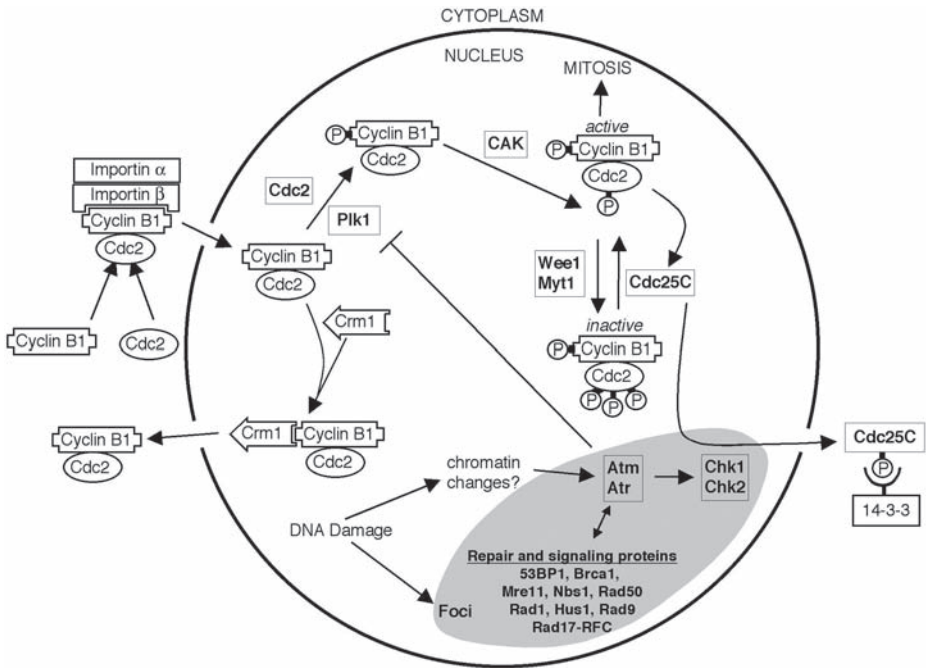 CYTOPLASM
NUCLEUS
MITOSIS
active
P
Cyclin B1
Cdc2
CAK
P
Cyclin B1
Cdc2
P
Importin α
Importin β
Cyclin B1
Cdc2
Cdc2
Plk1
Cyclin B1
Cdc2
Wee1
Myt1
Cdc25C
Cyclin B1
Cdc2
Crm1
inactive
P
Cyclin B1
Cdc2
P
P
P
Cyclin B1
Cdc2
Crm1
Cyclin B1
Cdc2
Cdc25C
P
14-3-3
chromatin
changes?
Atm
Atr
Chk1
Chk2
DNA Damage
Repair and signaling proteins
53BP1, Brca1,
Mre11, Nbs1, Rad50
Rad1, Hus1, Rad9
Rad17-RFC
Foci